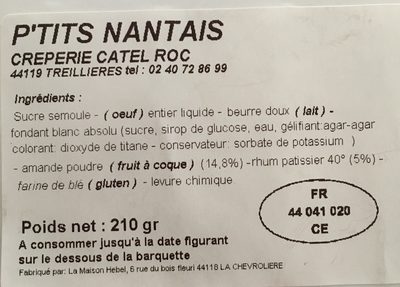 P'TITS NANTAIS
CREPERIE CATEL ROC
44119 TREILLIERES tel : 02 40 72 86 99
Ingrédients :
Sucre semoule - ( oeuf ) entier liquide - beurre doux ( lait ) -
fondant blanc absolu (sucre, sirop de glucose, eau, gélifiant:agar-agar
colorant: dioxyde de titane - conservateur: sorbate de potassium )
- amande poudre ( fruit à coque ) (14,8%) -rhum patissier 40° (5%) -
farine de blé ( gluten ) - levure chimique.
FR
44 041 020
CE
Poids net : 210 gr
A consommer jusqu'à la date figurant
sur le dessous de la barquette
Fabriqué par: La Maison Hebel, 6 rue du bois fleuri 44118 LA CHEVROLIERE